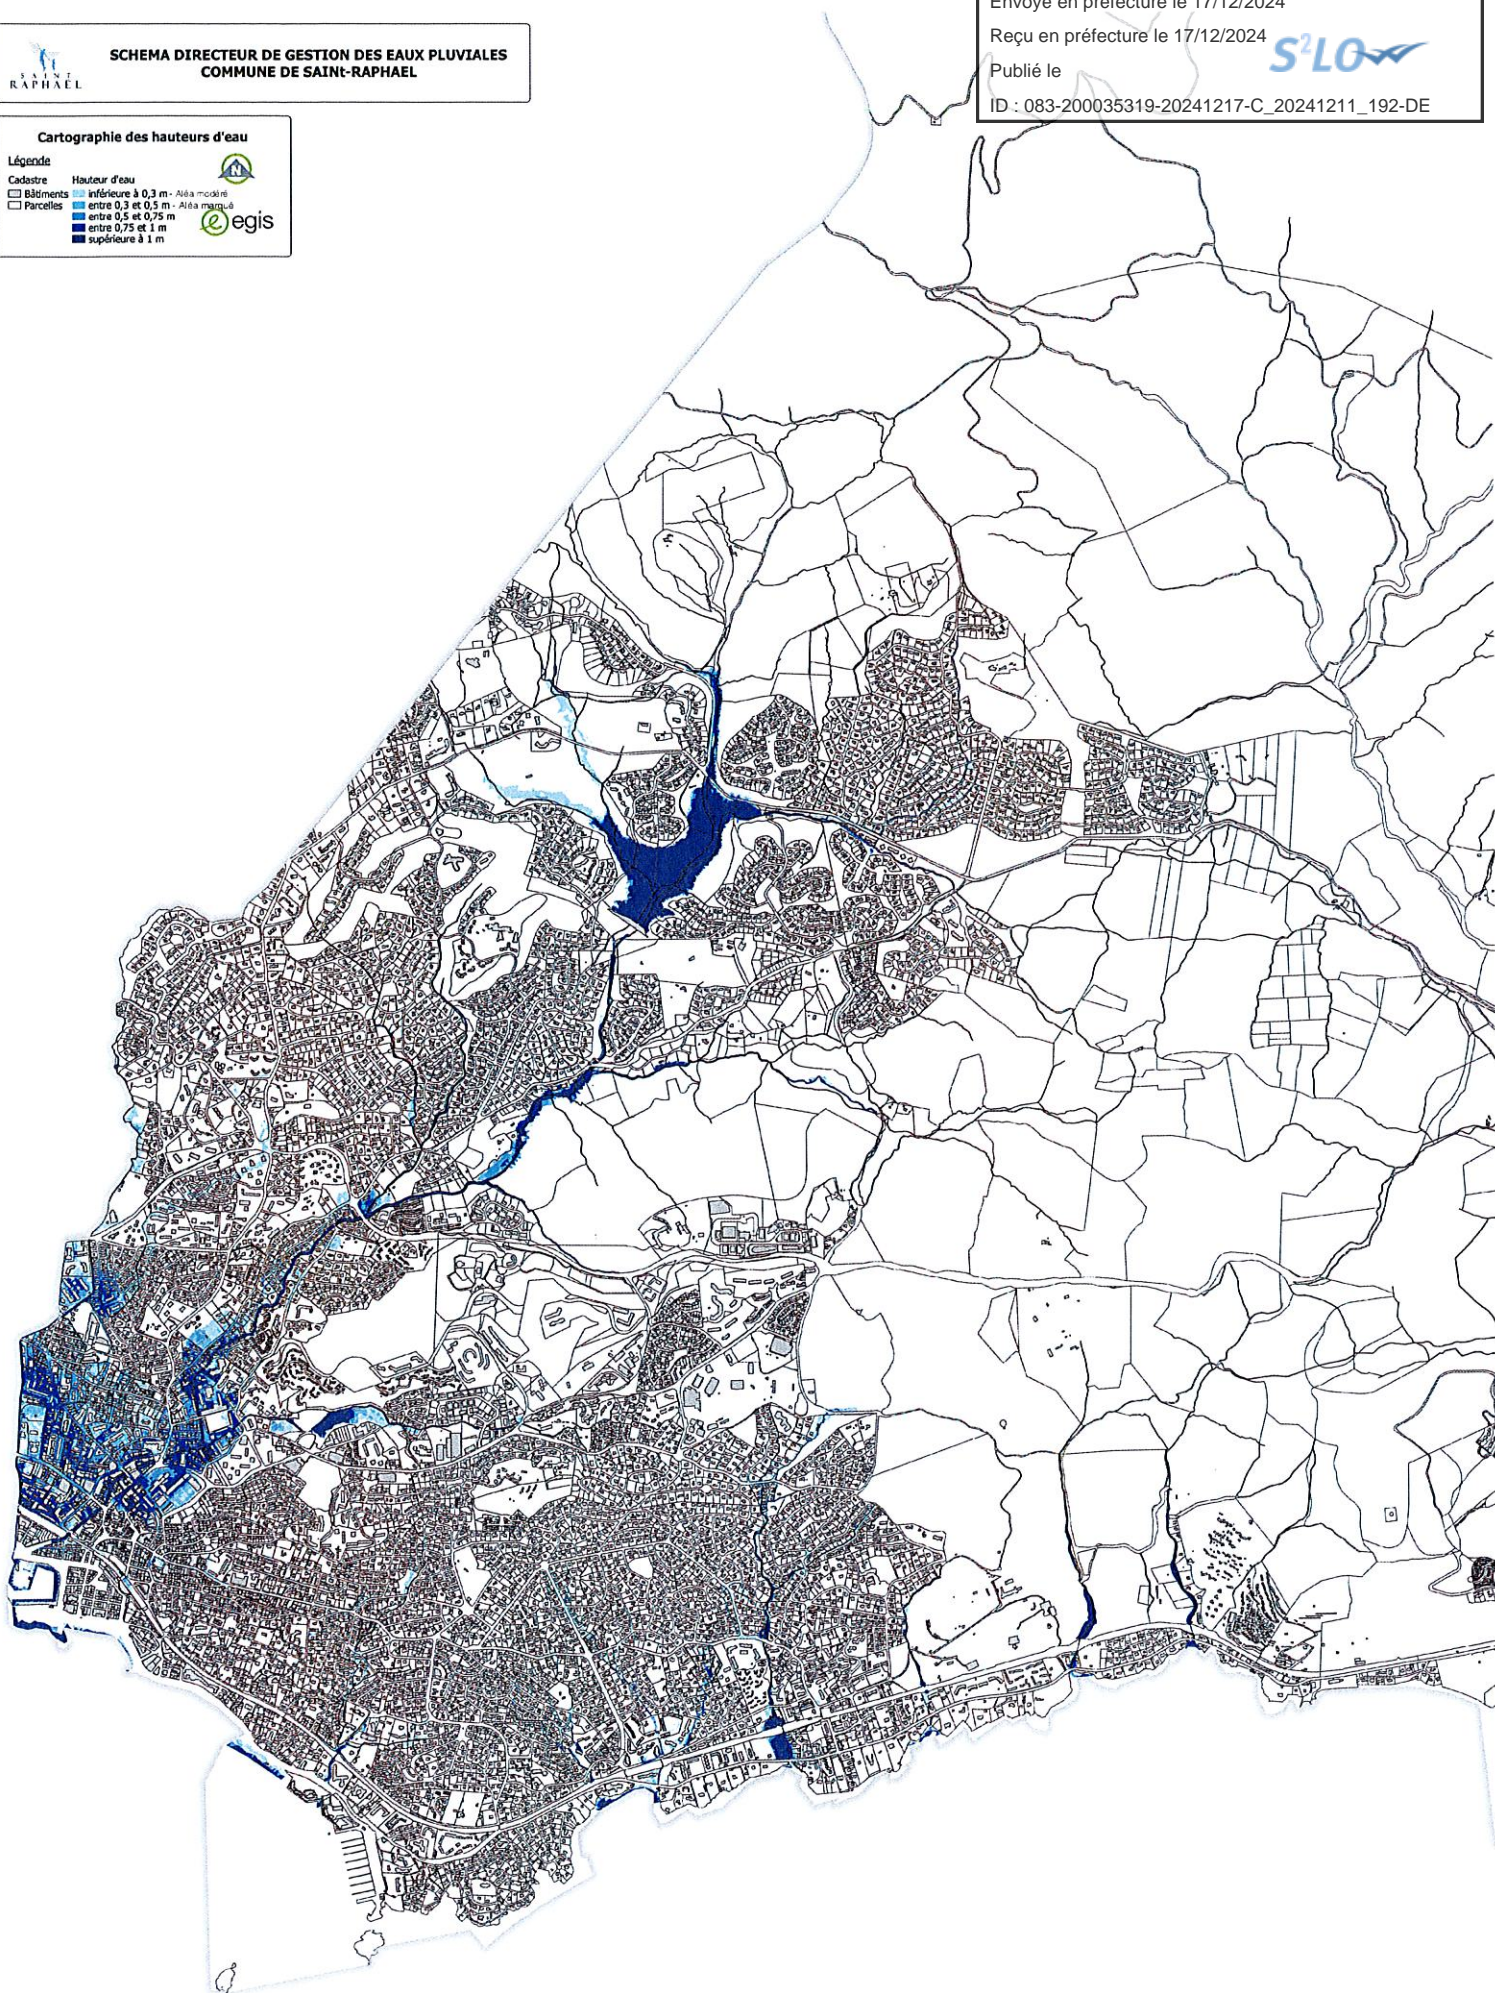 SAINT
RAPHAËL
SCHEMA DIRECTEUR DE GESTION DES EAUX PLUVIALES
COMMUNE DE SAINt-RAPHAEL
Envoyé en préfecture le 17/12/2024
Reçu en préfecture le 17/12/2024
Publié le
S²LO
ID : 083-200035319-20241217-C_20241211_192-DE
Cartographie des hauteurs d'eau
Légende
Cadastre
Bâtiments
Parcelles
Hauteur d'eau
inférieure à 0,3 m - Aléa modéré
entre 0,3 et 0,5 m - Aléa marqué
entre 0,5 et 0,75 m
entre 0,75 et 1 m
supérieure à 1 m
N
egis